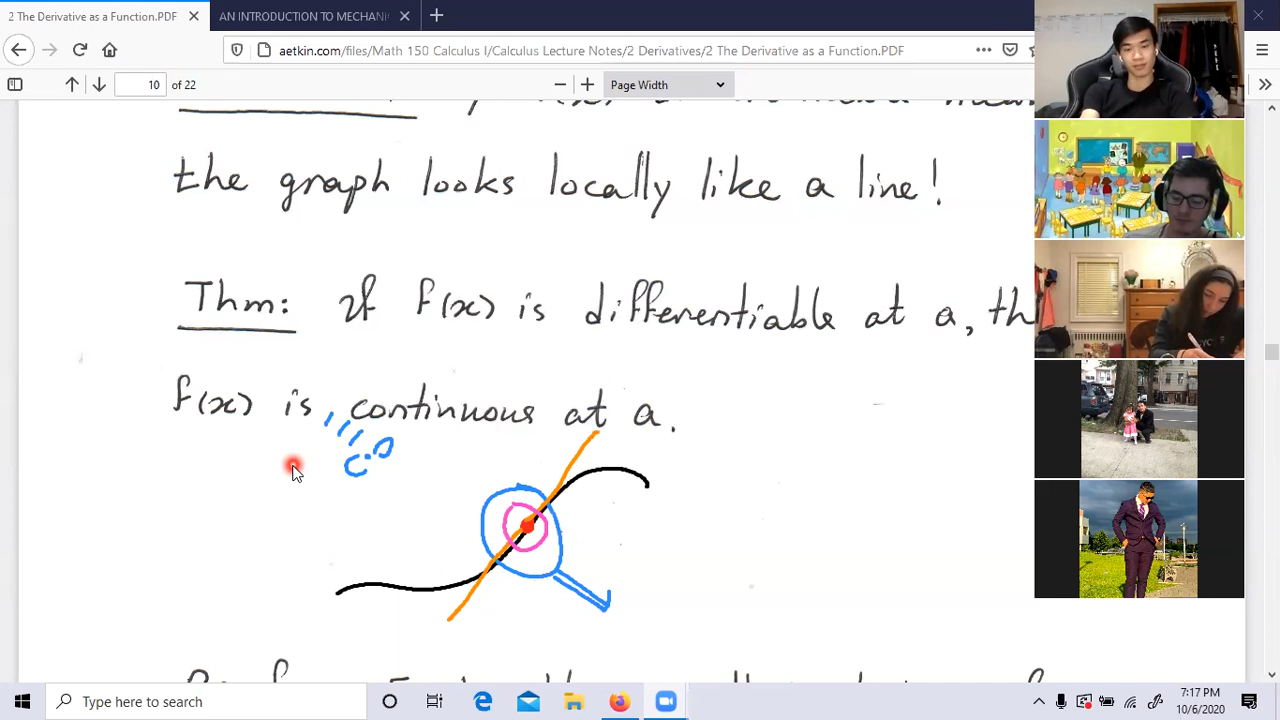 2 The Derivative as a Function.PDF
AN INTRODUCTION TO MECHANI
aetkin.com/files/Math 150 Calculus I/Calculus Lecture Notes/2 Derivatives/2 The Derivative as a Function.PDF
10 of 22
Page Width
the graph looks locally like a line!
Thm: If f(x) is differentiable at a, th
f(x) is continuous at a.
Type here to search
7:17 PM
10/6/2020